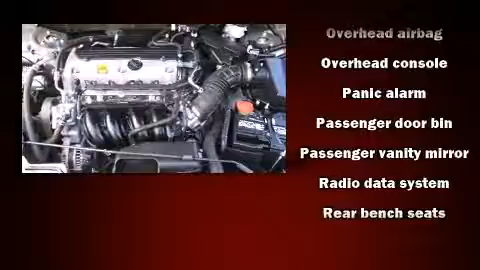 Overhead airbag
Overhead console
Panic alarm
Passenger door bin
Passenger vanity mirror
Radio data system
Rear bench seats